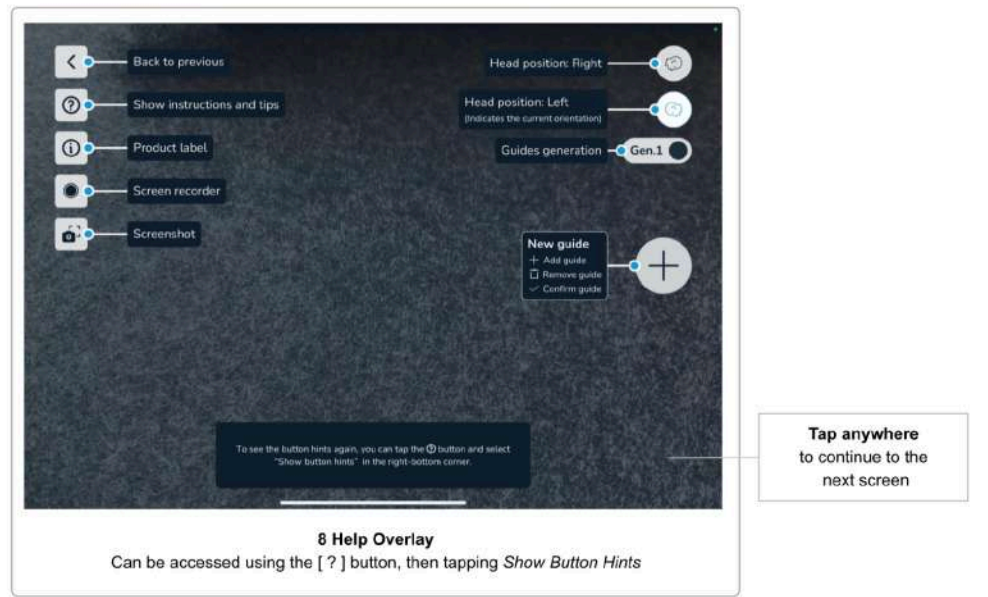 Back to previous
Show instructions and tips
Product label
Screen recorder
Screenshot
Head position: Right
Head position: Left
(Indicates the current orientation)
Guides generation
Gen.1
New guide
Add guide
Remove guide
Confirm guide
To see the button hints again, you can tap the ? button and select
"Show button hints" in the right-bottom corner.
Tap anywhere
to continue to the
next screen
8 Help Overlay
Can be accessed using the [ ? ] button, then tapping Show Button Hints